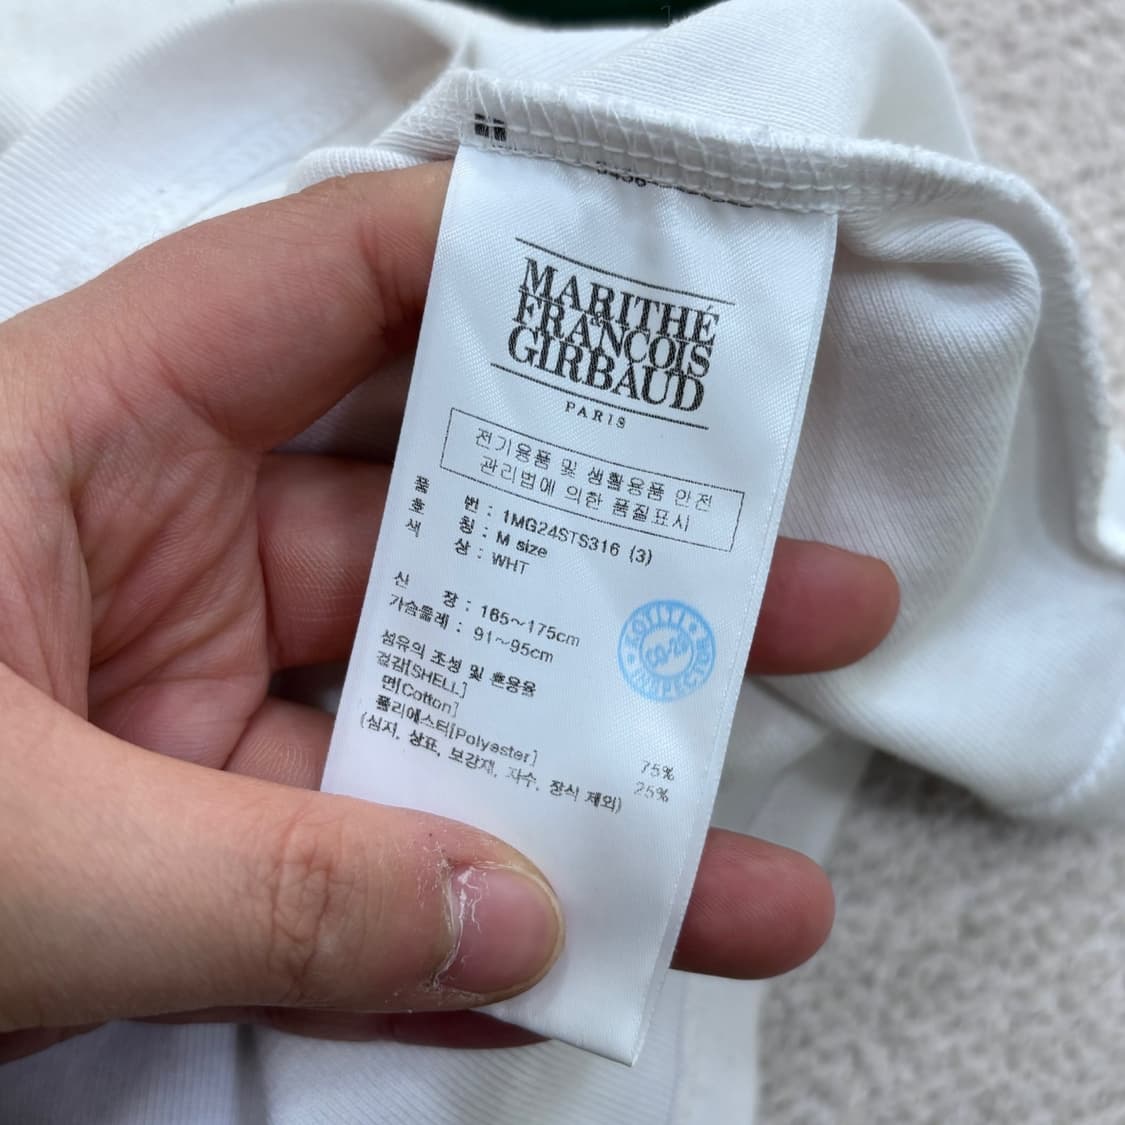 MARITHÉ
FRANCOIS
GIRBAUD
PARIS
전기용품 및 생활용품 안전
관리법에 의한 품질표시
품 번 : 1MG24STS316 (3)
호 칭 : M size
색 상 : WHT
신 장 : 165~175cm
가슴둘레 : 91~95cm
섬유의 조성 및 혼용율
겉감[SHELL]
면[Cotton] 75%
폴리에스터[Polyester] 25%
(심지, 상표, 보강재, 자수, 장식 제외)
KOTITI
INSPECT